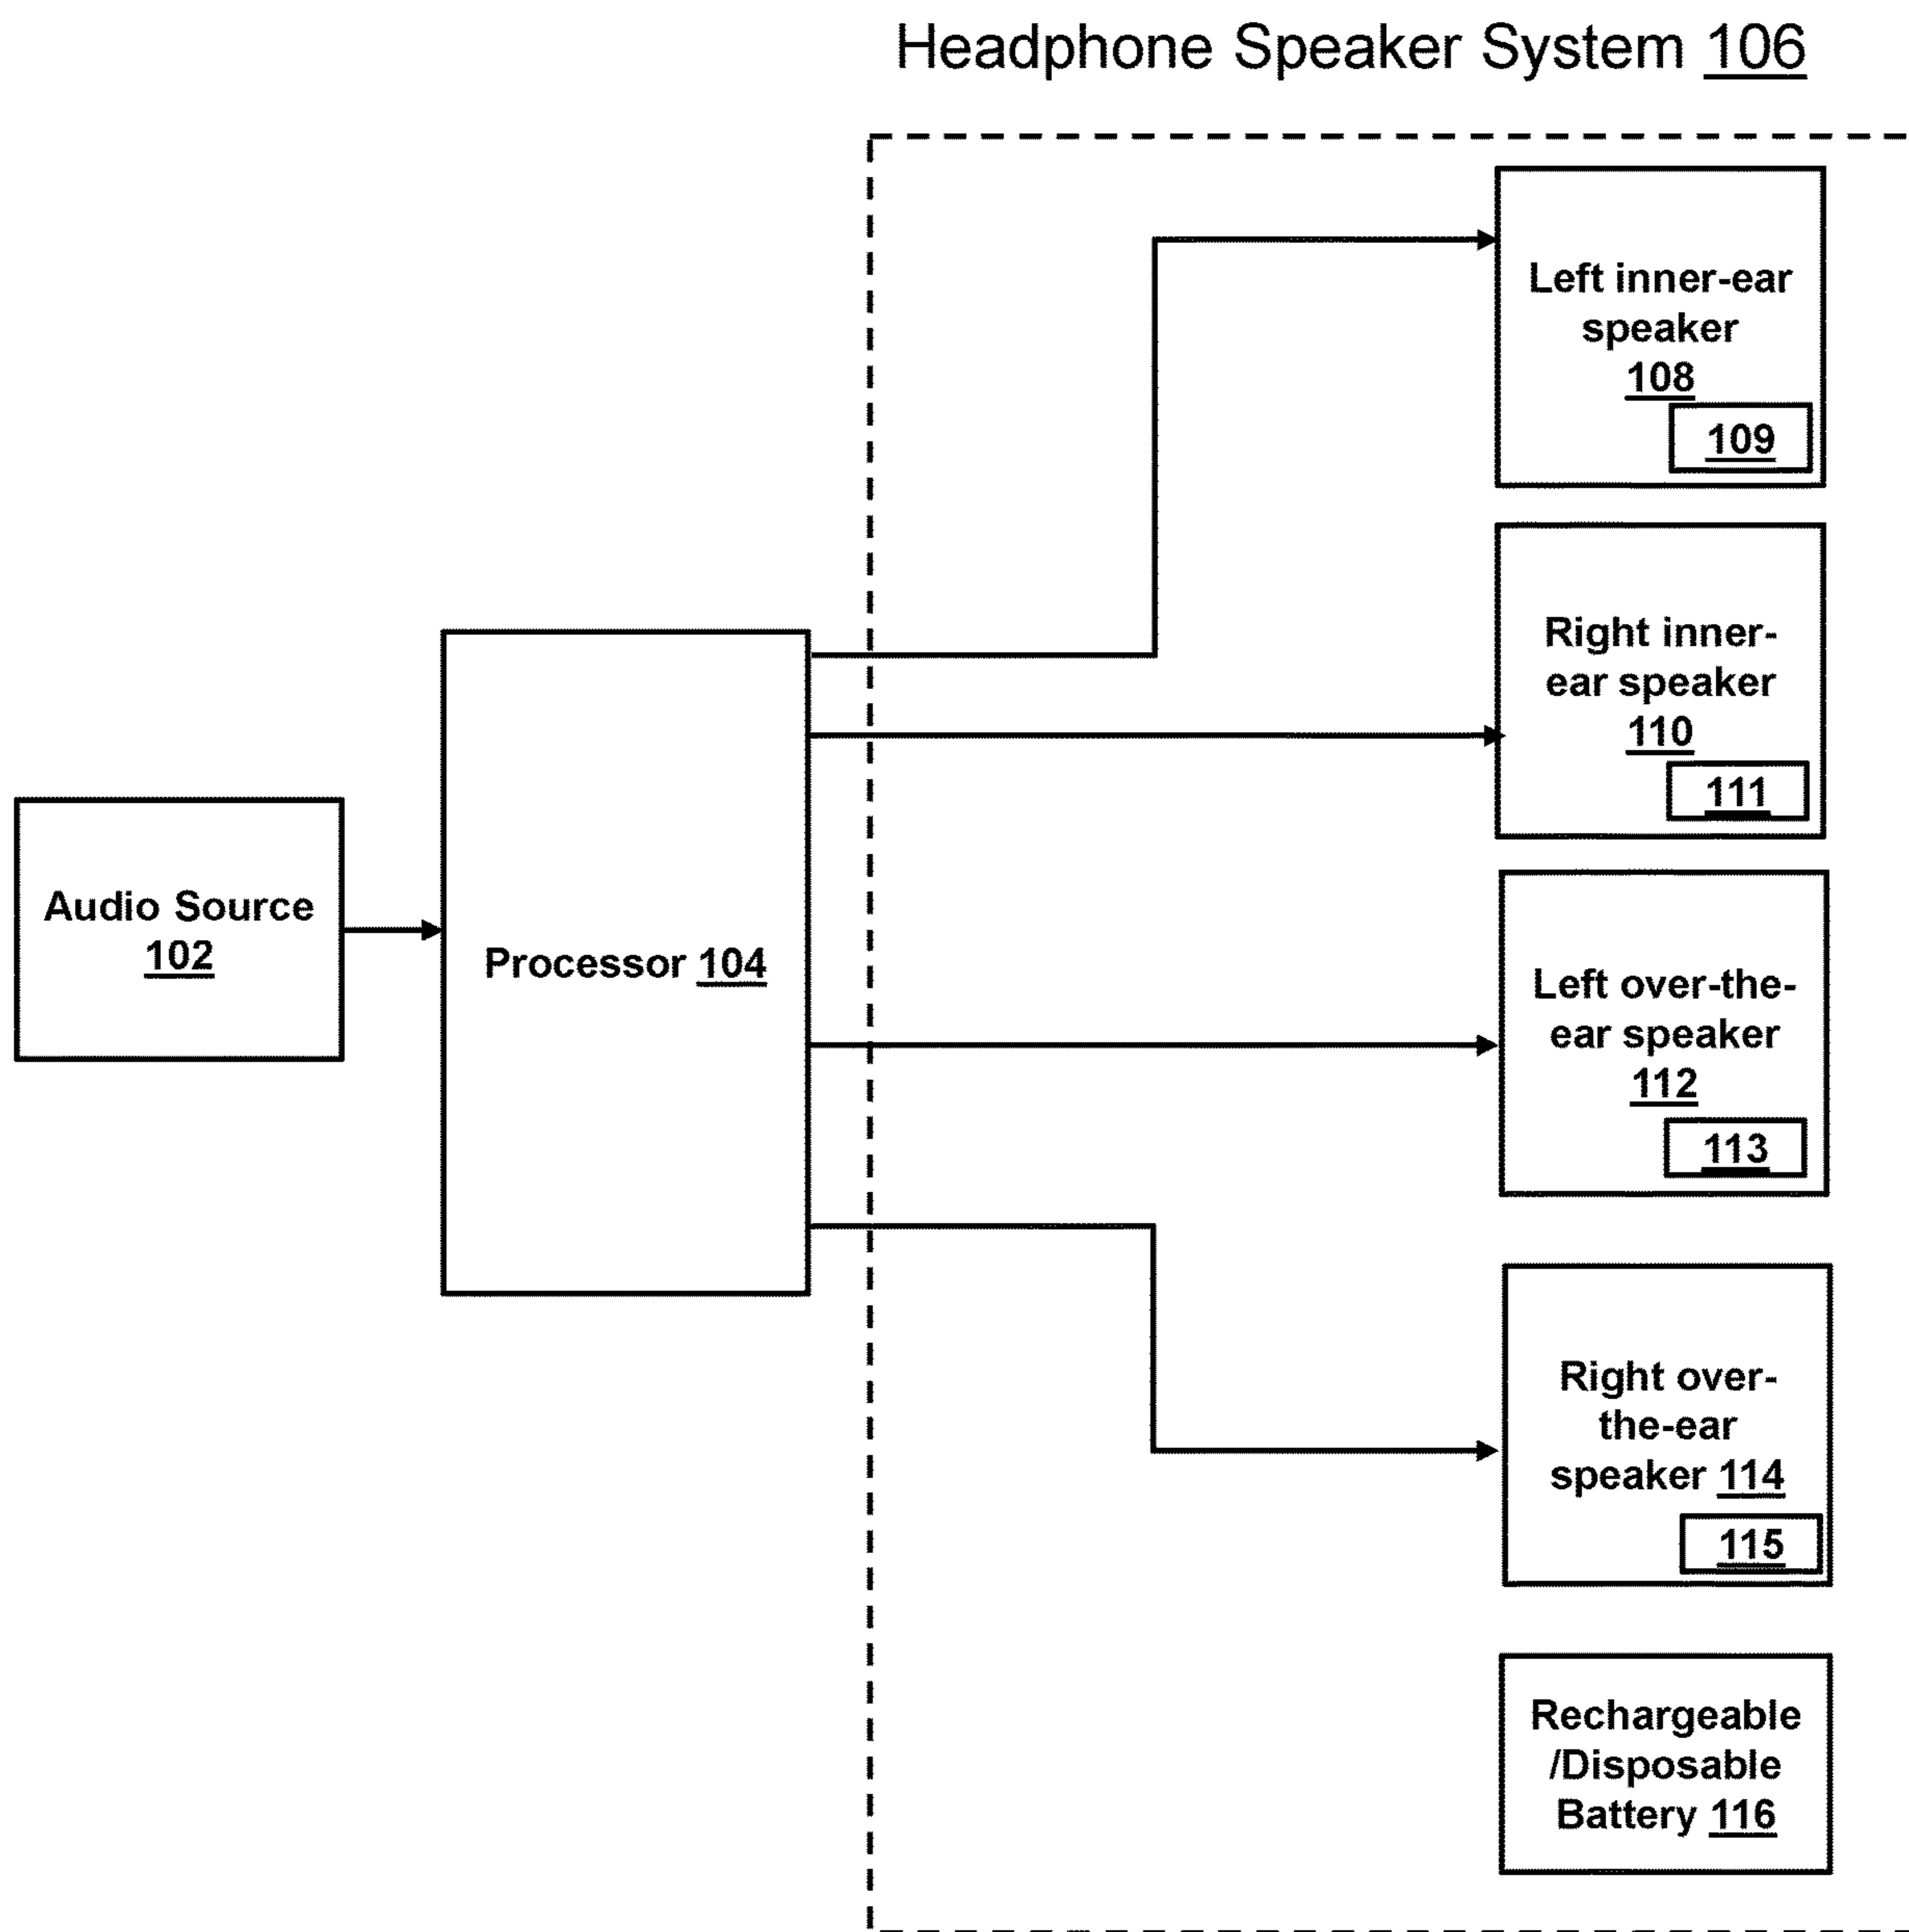 Headphone Speaker System 106
Left inner-ear
speaker
108
109
Right inner-
ear speaker
110
111
Audio Source
102
Processor 104
Left over-the-
ear speaker
112
113
Right over-
the-ear
speaker 114
115
Rechargeable
/Disposable
Battery 116